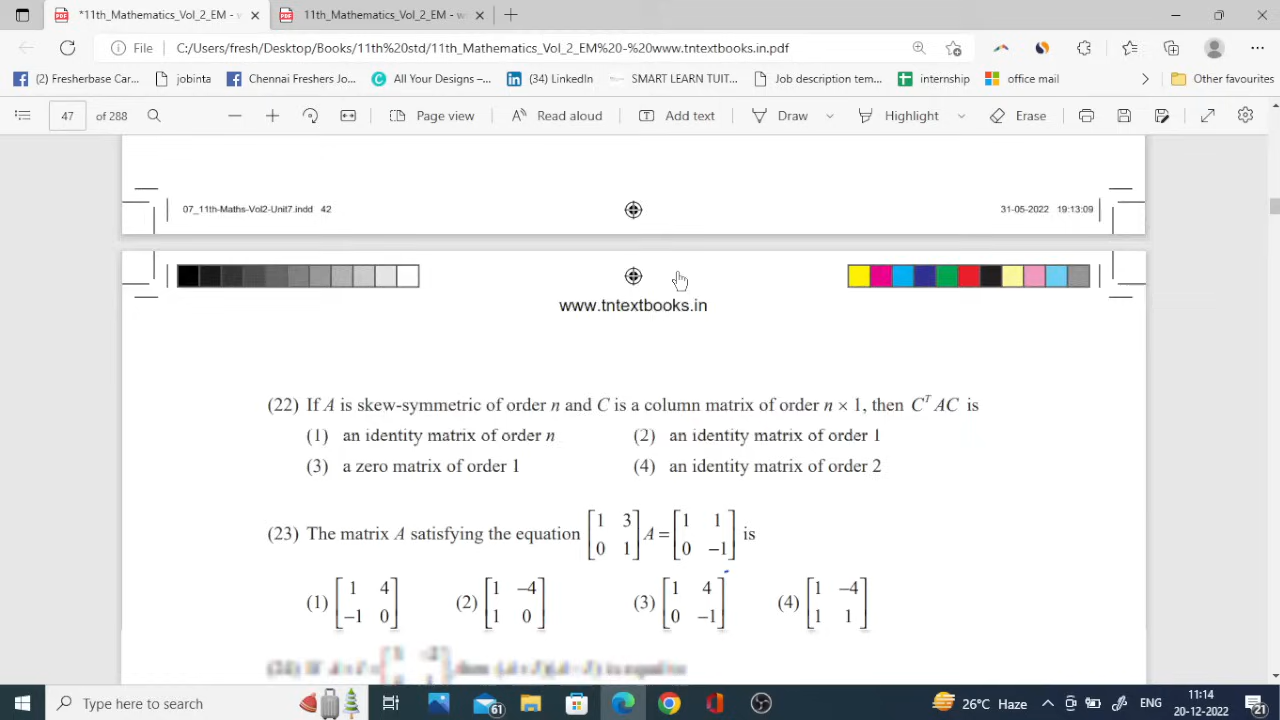 *11th_Mathematics_Vol_2_EM - v
11th_Mathematics_Vol_2_EM - w
File C:/Users/fresh/Desktop/Books/11th%20std/11th_Mathematics_Vol_2_EM%20-%20www.tntextbooks.in.pdf
(2) Fresherbase Car... jobinta Chennai Freshers Jo... All Your Designs –... (34) LinkedIn SMART LEARN TUIT... Job description tem... internship office mail Other favourites
47 of 288 Page view Read aloud Add text Draw Highlight Erase
07_11th-Maths-Vol2-Unit7.indd 42 31-05-2022 19:13:09
www.tntextbooks.in
(22) If A is skew-symmetric of order n and C is a column matrix of order n × 1, then Cᵀ AC is
(1) an identity matrix of order n (2) an identity matrix of order 1
(3) a zero matrix of order 1 (4) an identity matrix of order 2
(23) The matrix A satisfying the equation [1 3; 0 1] A = [1 1; 0 −1] is
(1) [1 4; −1 0] (2) [1 −4; 1 0] (3) [1 4; 0 −1] (4) [1 −4; 1 1]
Type here to search 61 26°C Haze ENG 11:14
20-12-2022 21